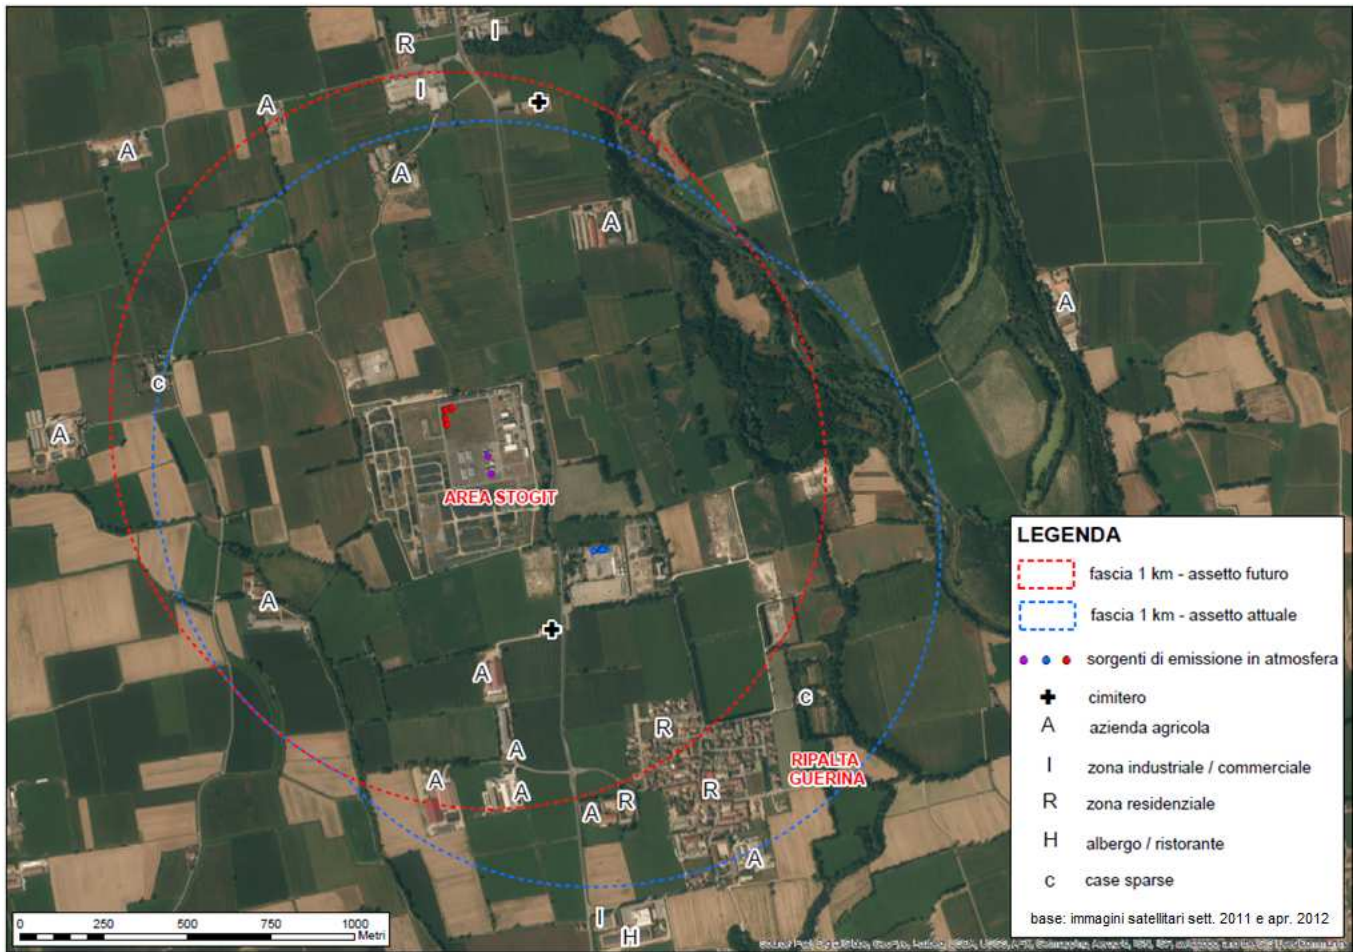 I
R
I
A
A
A
A
A
C
A
AREA STOGIT
A
A
C
R
A
RIPALTA
GUERINA
A
A
R
A
R
A
I
H
LEGENDA
fascia 1 km - assetto futuro
fascia 1 km - assetto attuale
sorgenti di emissione in atmosfera
cimitero
A azienda agricola
I zona industriale / commerciale
R zona residenziale
H albergo / ristorante
c case sparse
base: immagini satellitari sett. 2011 e apr. 2012
0 250 500 750 1000
Metri